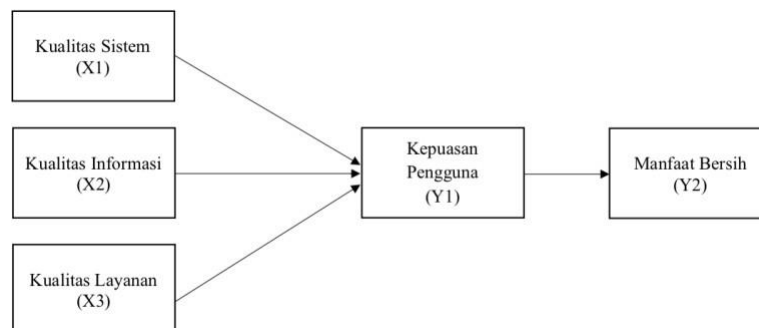 Kualitas Sistem
(X1)
Kualitas Informasi
(X2)
Kualitas Layanan
(X3)
Kepuasan
Pengguna
(Y1)
Manfaat Bersih
(Y2)